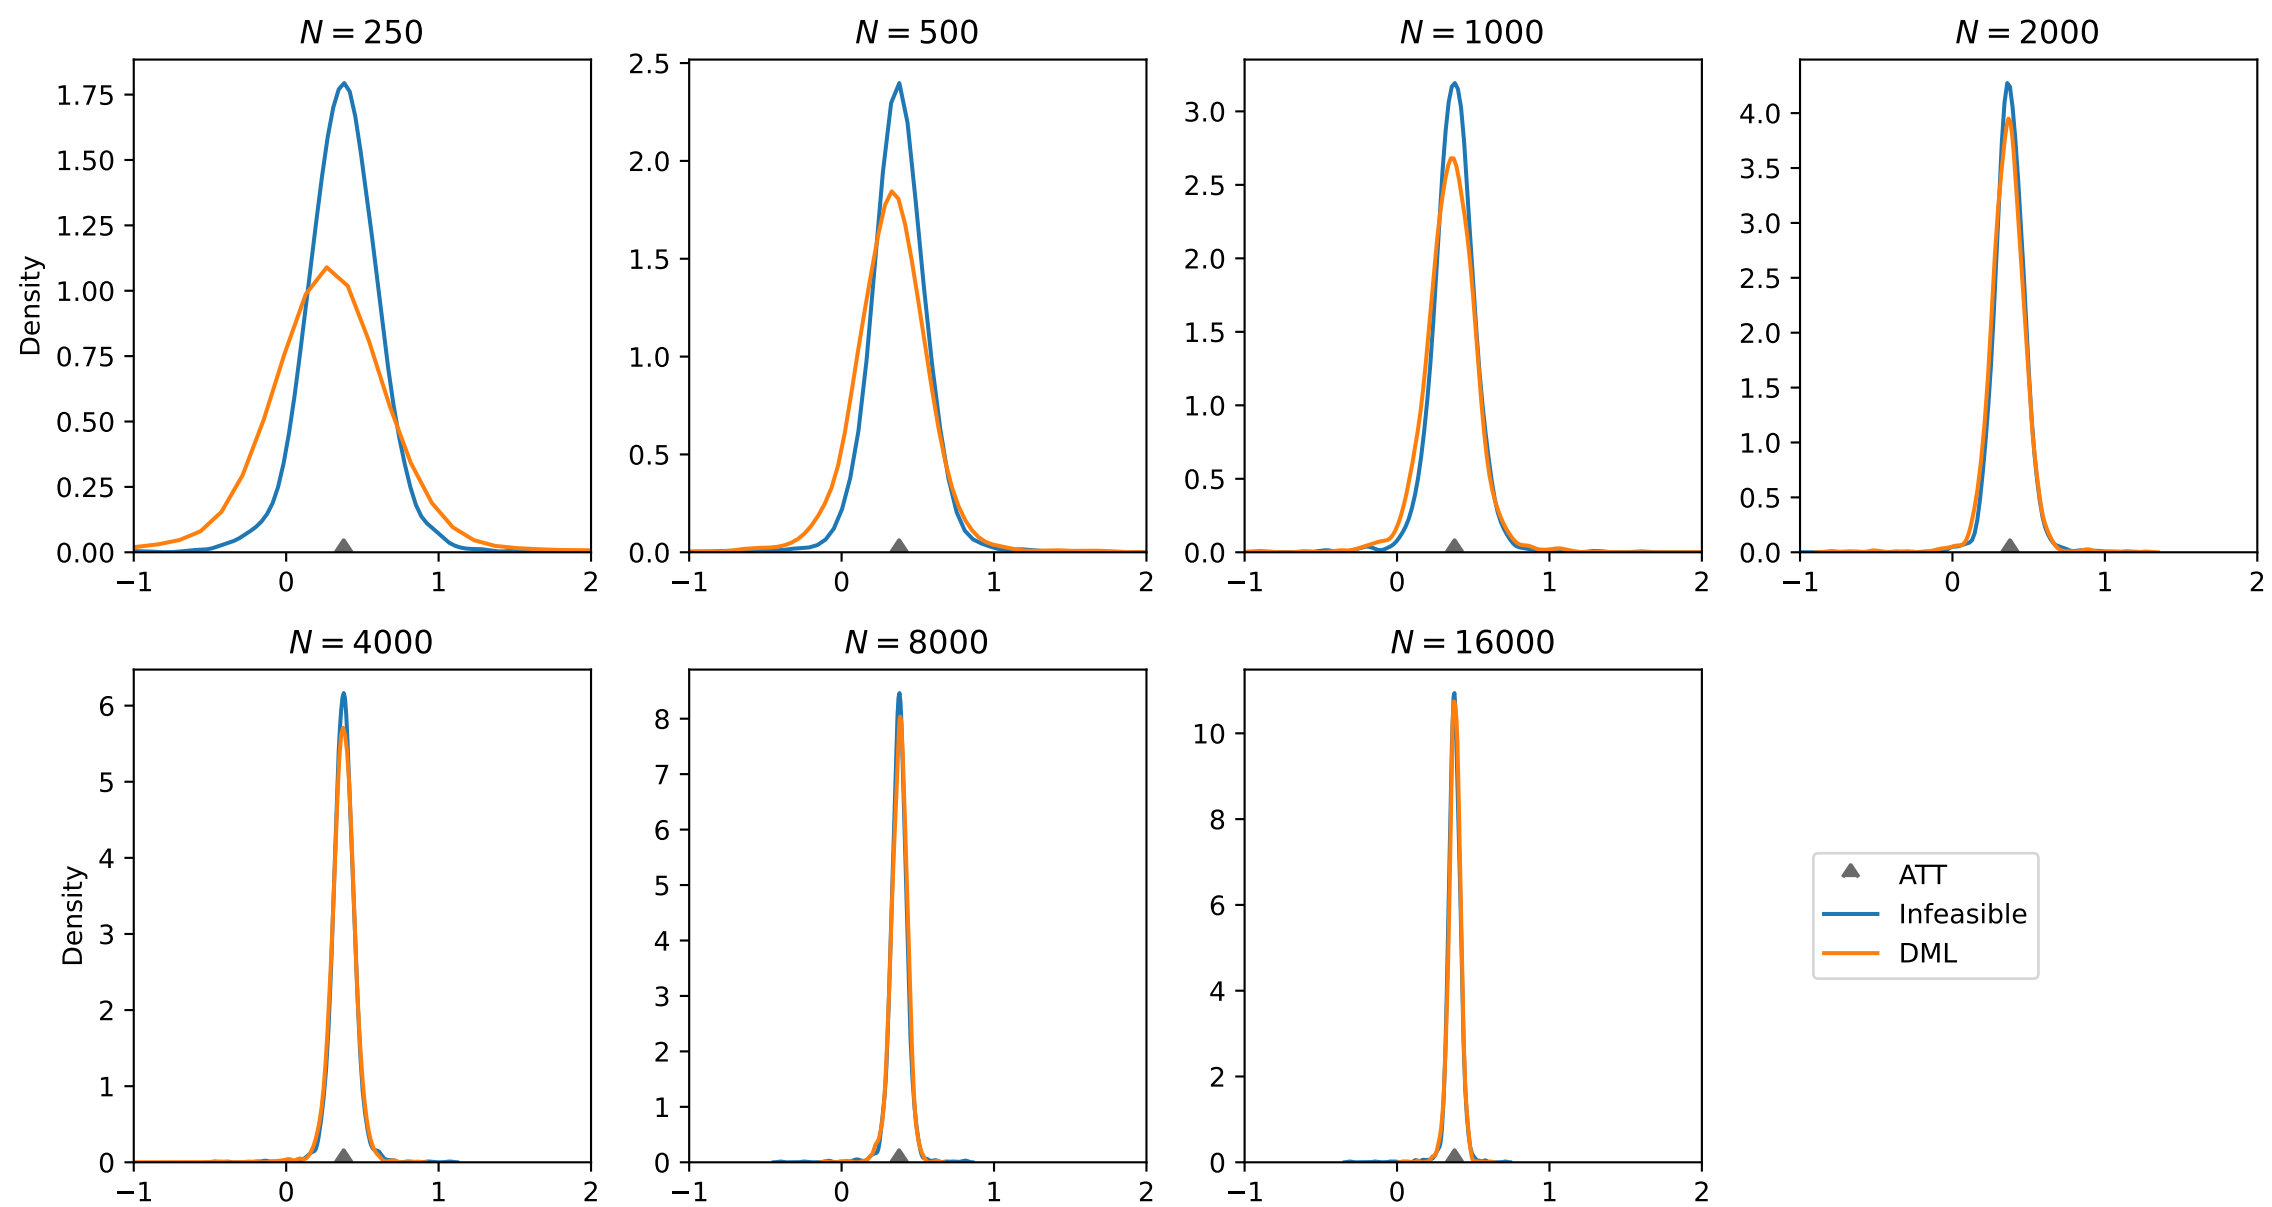 N = 250
Density
1.75
1.50
1.25
1.00
0.75
0.50
0.25
0.00
−1 0 1 2
N = 500
2.5
2.0
1.5
1.0
0.5
0.0
−1 0 1 2
N = 1000
3.0
2.5
2.0
1.5
1.0
0.5
0.0
−1 0 1 2
N = 2000
4.0
3.5
3.0
2.5
2.0
1.5
1.0
0.5
0.0
−1 0 1 2
N = 4000
Density
6
5
4
3
2
1
0
−1 0 1 2
N = 8000
8
7
6
5
4
3
2
1
0
−1 0 1 2
N = 16000
10
8
6
4
2
0
−1 0 1 2
ATT
Infeasible
DML